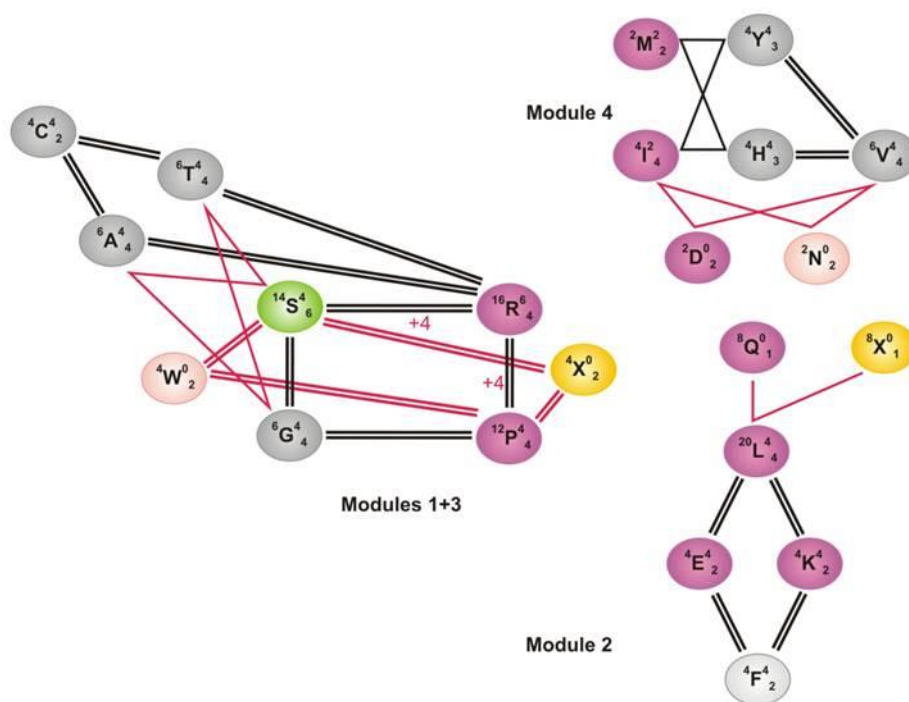 ²M²₂
⁴Y⁴₃
Module 4
⁴I²₄
⁴H⁴₃
⁶V⁴₄
²D⁰₂
²N⁰₂
⁴C⁴₂
⁶T⁴₄
⁶A⁴₄
¹⁴S⁴₆
+4
¹⁶R⁶₄
⁴W⁰₂
+4
⁴X⁰₂
⁶G⁴₄
¹²P⁴₄
Modules 1+3
⁸Q⁰₁
⁸X⁰₁
²⁰L⁴₄
⁴E⁴₂
⁴K⁴₂
Module 2
⁴F⁴₂